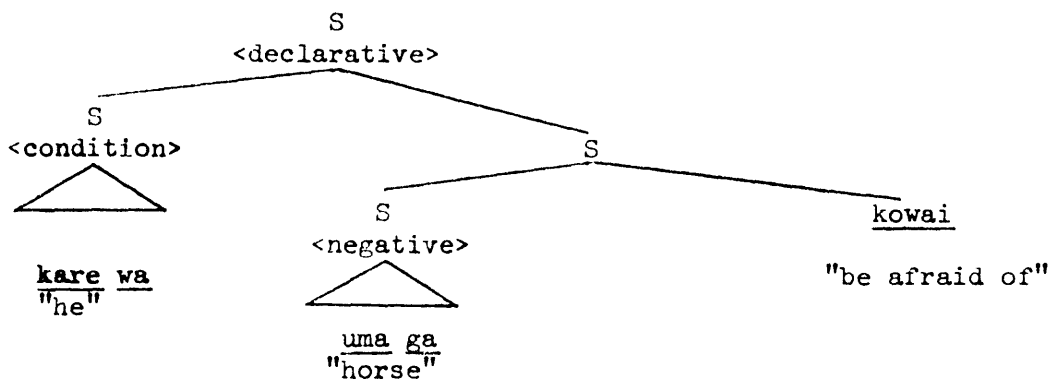 S
<declarative>
S
<condition>
S
S
<negative>
kowai
kare wa
"he"
"be afraid of"
uma ga
"horse"